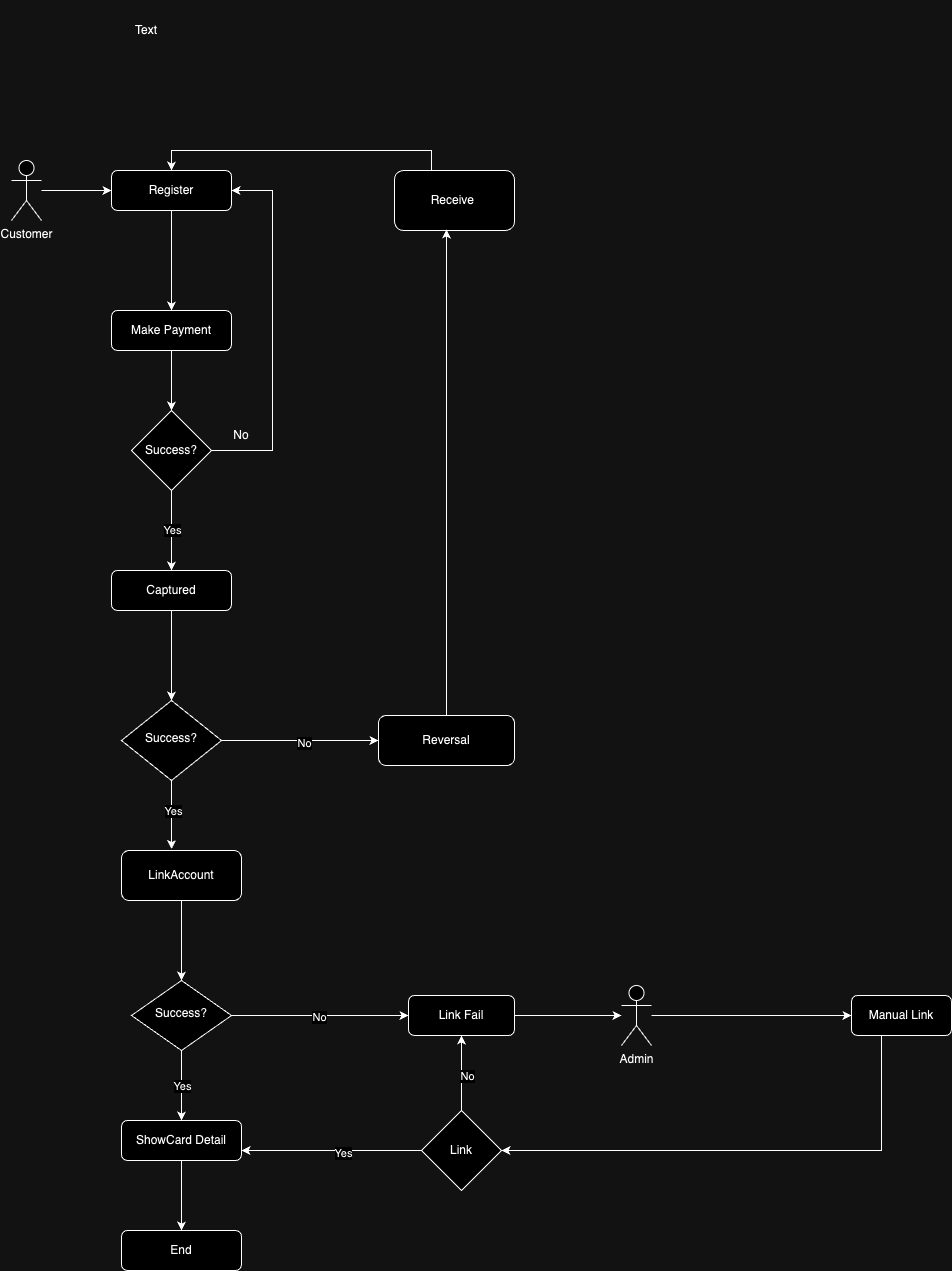 Text
Register
Receive
Customer
Make Payment
No
Success?
Yes
Captured
Success?
No
Reversal
Yes
LinkAccount
Success?
No
Link Fail
Manual Link
Admin
No
Yes
ShowCard Detail
Yes
Link
End